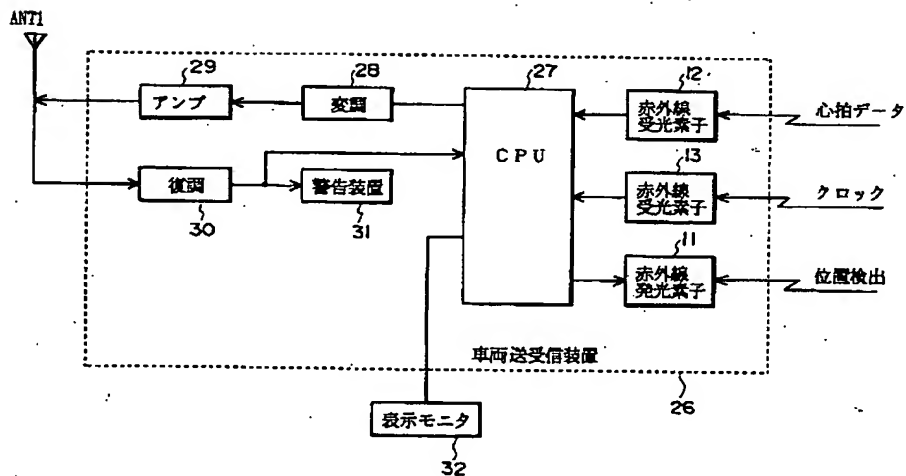 ANT1
29
28
27
12
アンプ
変調
CPU
赤外線
受光素子
心拍データ
13
復調
警告装置
赤外線
受光素子
クロック
30
31
11
赤外線
発光素子
位置検出
車両送受信装置
26
表示モニタ
32